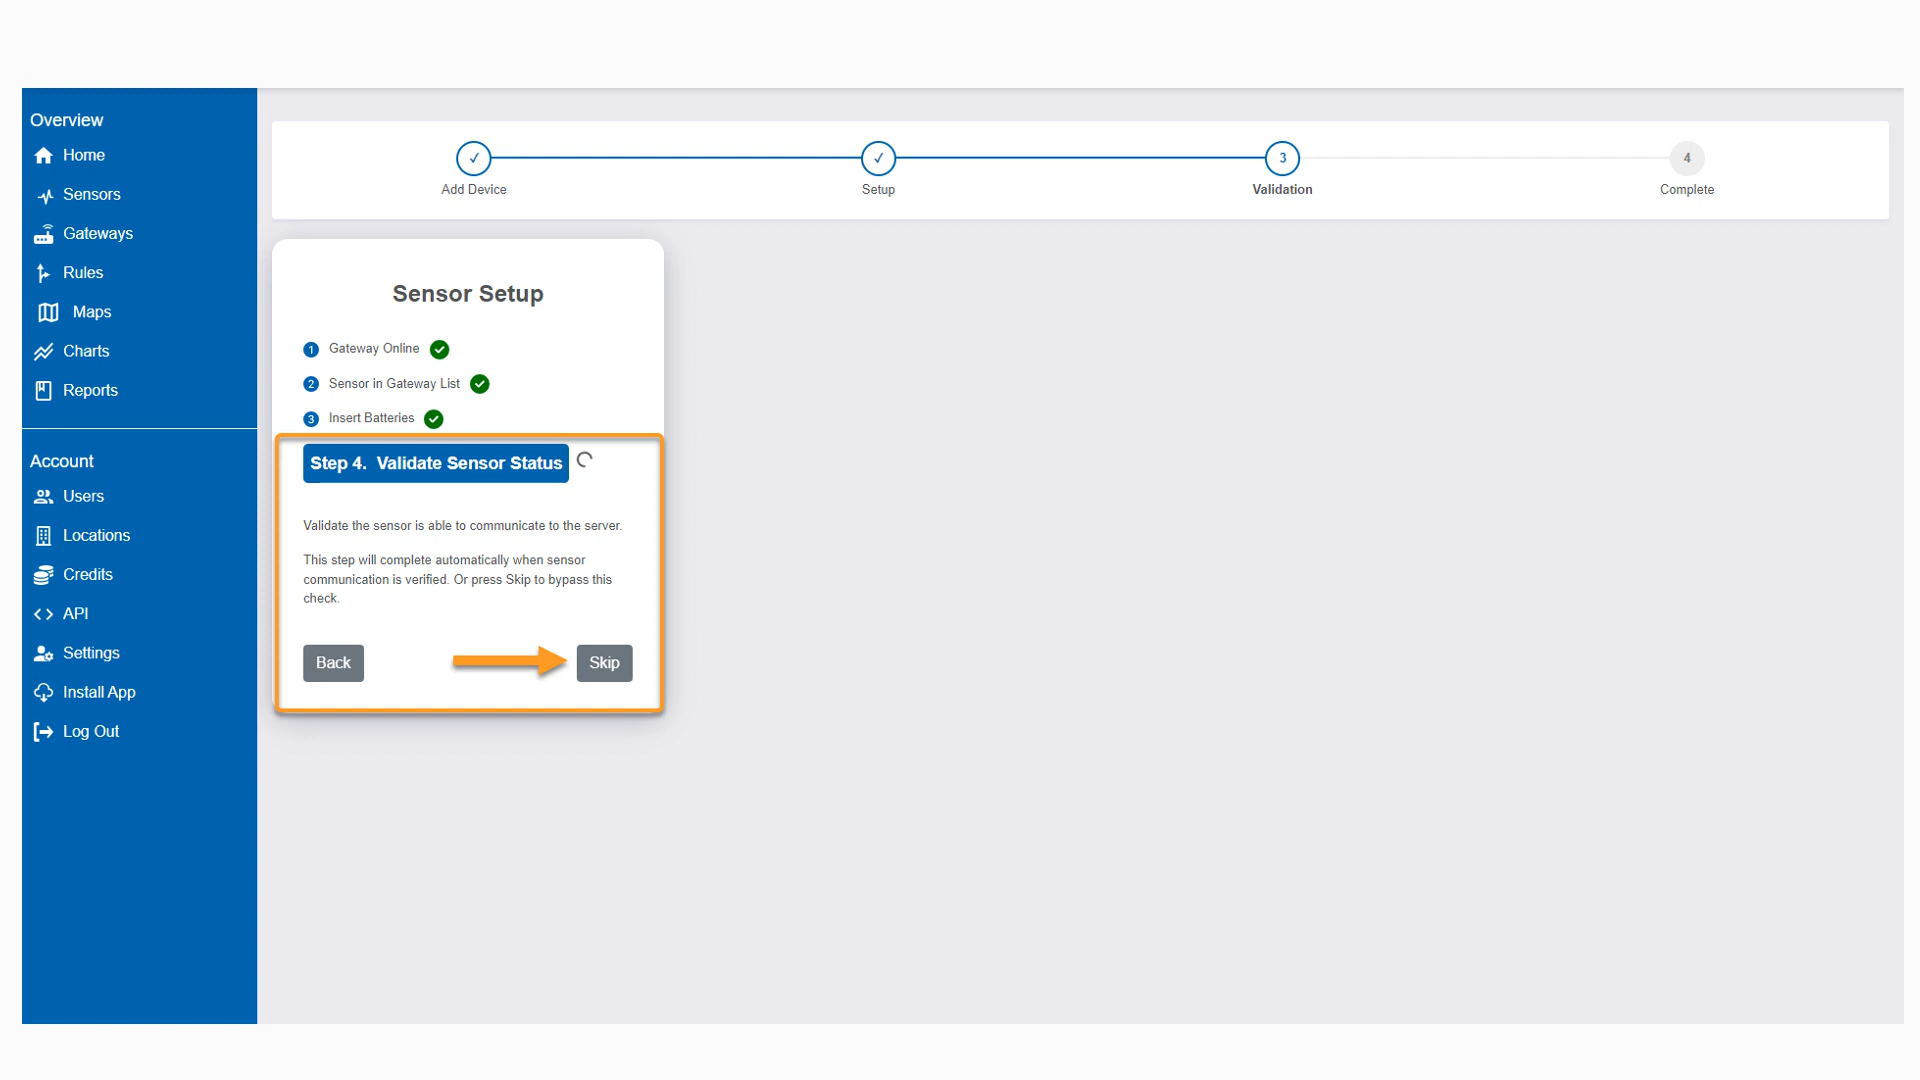 Overview
Home
Sensors
Gateways
Rules
Maps
Charts
Reports
Account
Users
Locations
Credits
API
Settings
Install App
Log Out
✓
Add Device
✓
Setup
3
Validation
4
Complete
Sensor Setup
1 Gateway Online
2 Sensor in Gateway List
3 Insert Batteries
Step 4. Validate Sensor Status
Validate the sensor is able to communicate to the server.
This step will complete automatically when sensor
communication is verified. Or press Skip to bypass this
check.
Back
Skip